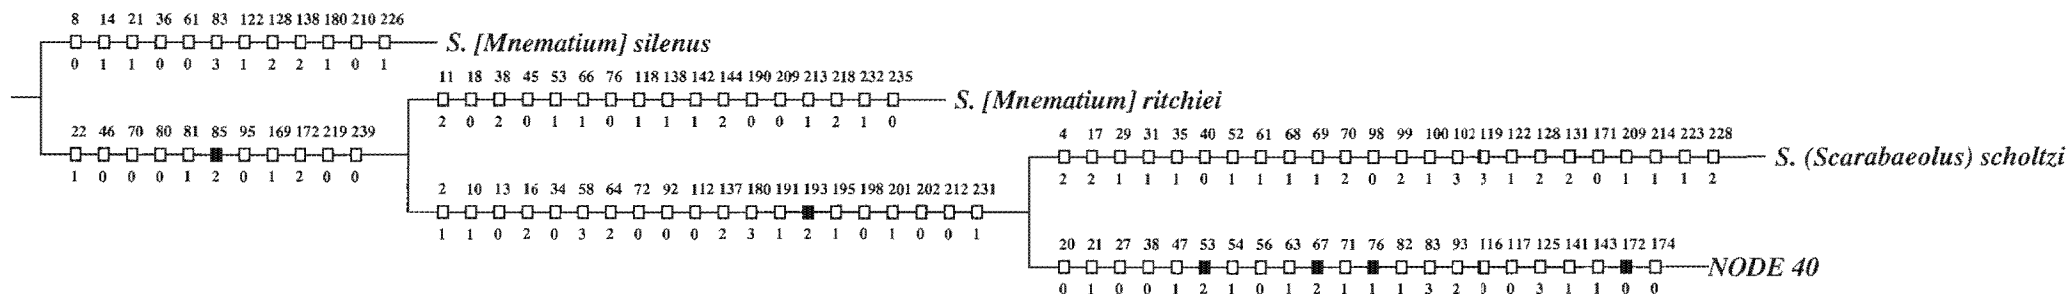 8 14 21 36 61 83 122 128 138 180 210 226
S. [Mnematium] silenus
0 1 1 0 0 3 1 2 2 1 0 1
11 18 38 45 53 66 76 118 138 142 144 190 209 213 218 232 235
S. [Mnematium] ritchiei
2 0 2 0 1 1 0 1 1 1 2 0 0 1 2 1 0
22 46 70 80 81 85 95 169 172 219 239
1 0 0 0 1 2 0 1 2 0 0
4 17 29 31 35 40 52 61 68 69 70 98 99 100 102 119 122 128 131 171 209 214 223 228
S. (Scarabaeolus) scholtzi
2 2 1 1 1 0 1 1 1 1 2 0 2 1 3 3 1 2 2 0 1 1 1 2
2 10 13 16 34 58 64 72 92 112 137 180 191 193 195 198 201 202 212 231
1 1 0 2 0 3 2 0 0 0 2 3 1 2 1 0 1 0 0 1
20 21 27 38 47 53 54 56 63 67 71 76 82 83 93 116 117 125 141 143 172 174
NODE 40
0 1 0 0 1 2 1 0 1 2 1 1 1 3 2 0 0 3 1 1 0 0